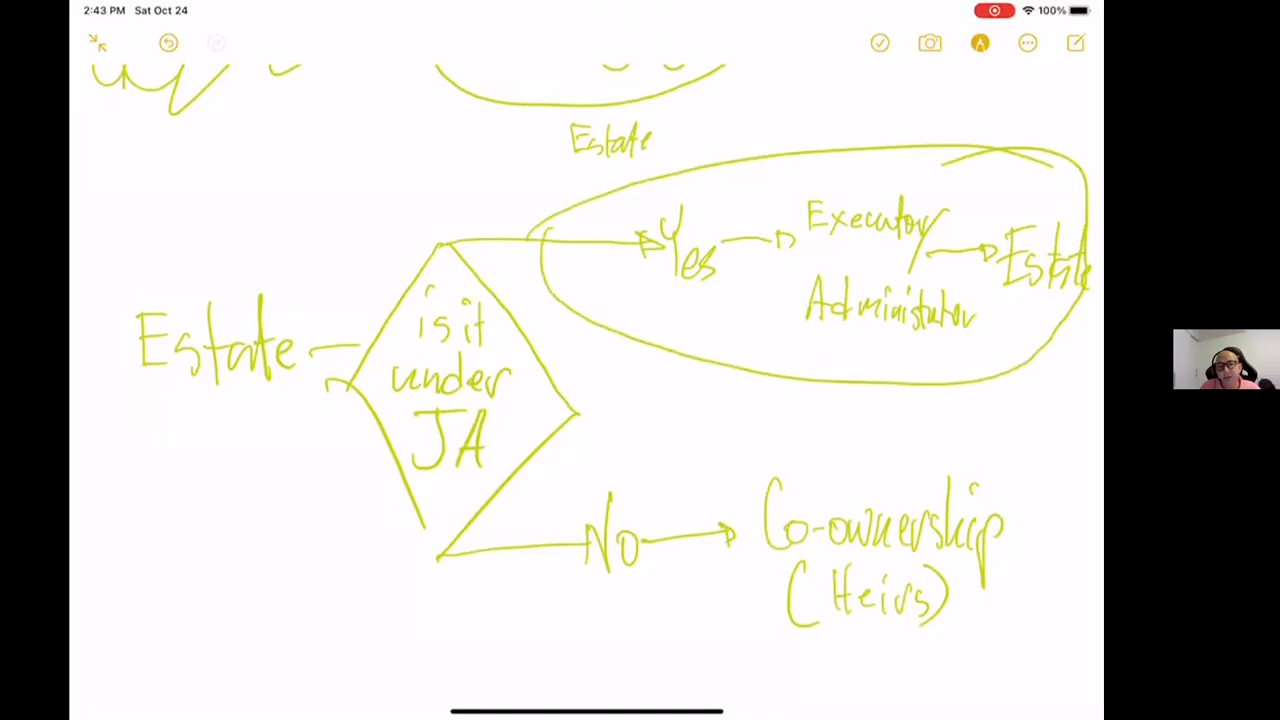 2:43 PM Sat Oct 24
100%
Estate
Yes
Executor/
Administrator
Estate
Estate
is it
under
JA
No
Co-ownership
(Heirs)